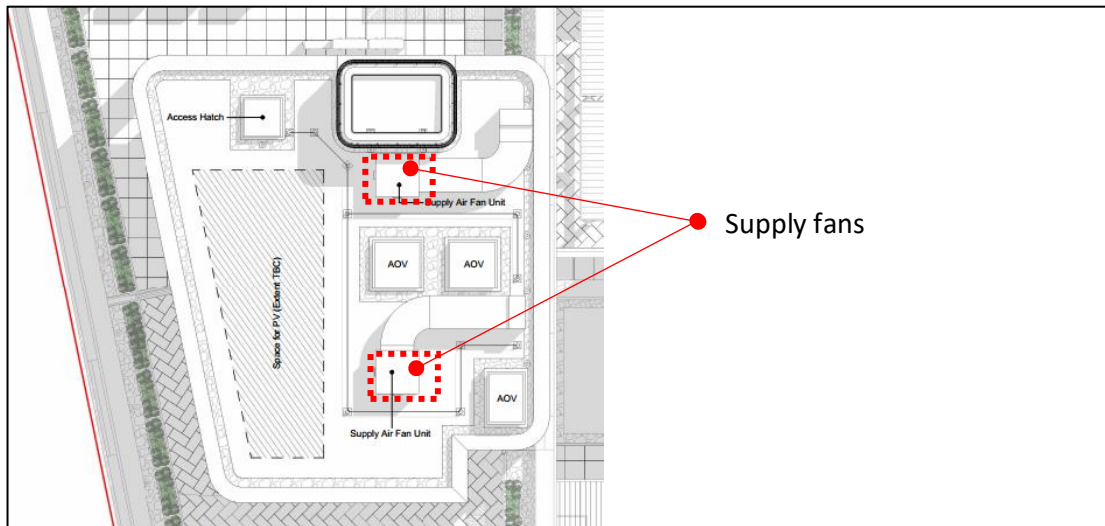 Access Hatch
Supply Air Fan Unit
Supply fans
AOV
AOV
Space for PV (Extent TBC)
AOV
Supply Air Fan Unit